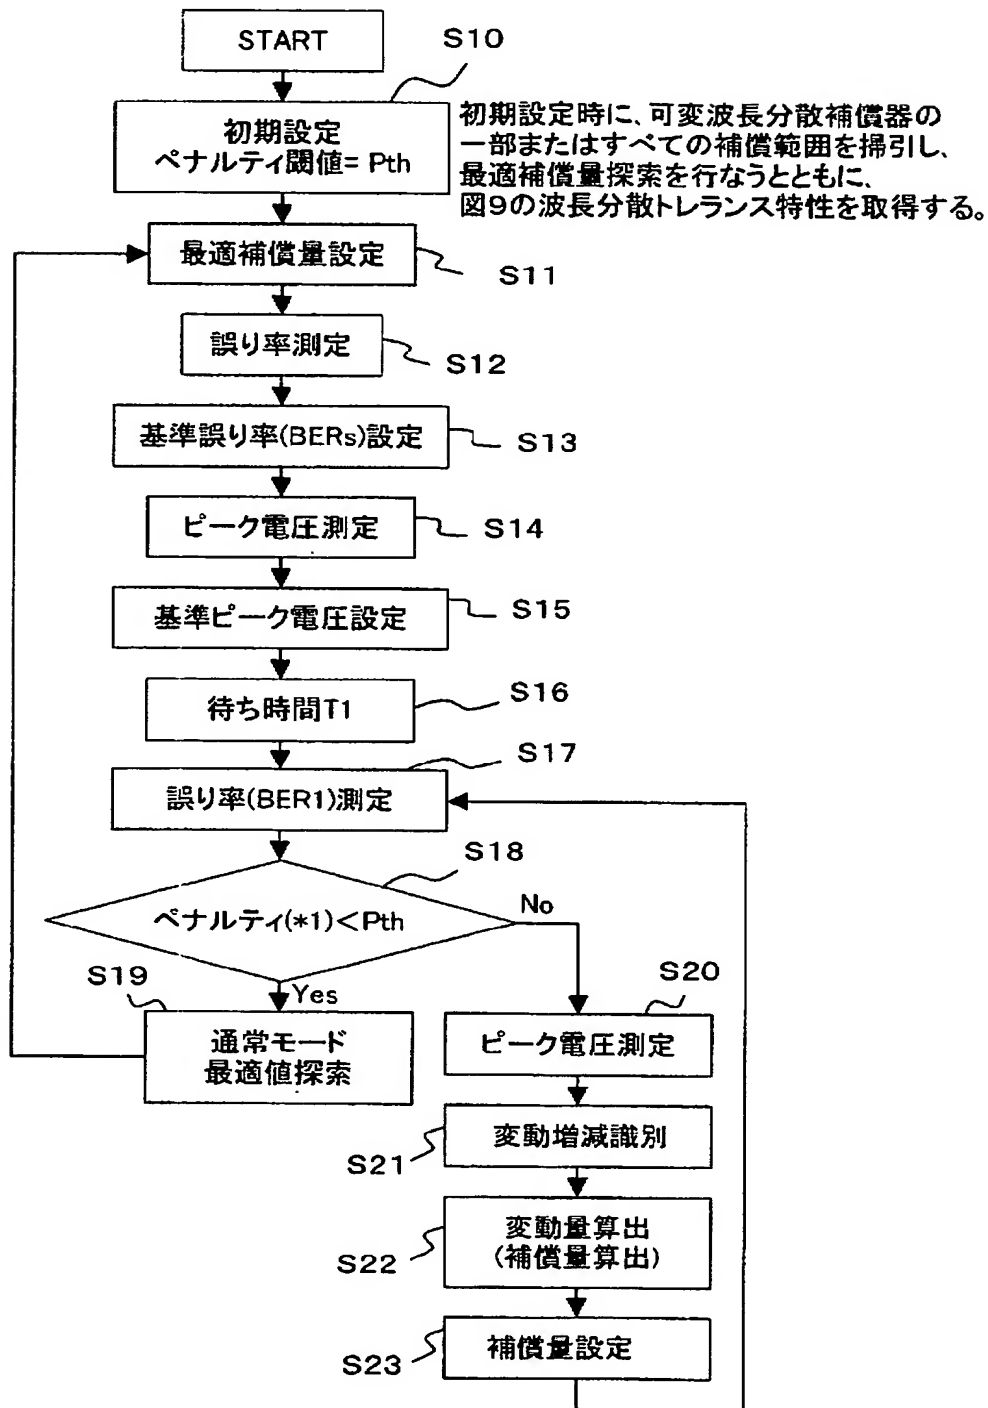 START
S10
初期設定
ペナルティ閾値= Pth
初期設定時に、可変波長分散補償器の
一部またはすべての補償範囲を掃引し、
最適補償量探索を行なうとともに、
図9の波長分散トレランス特性を取得する。
最適補償量設定
S11
誤り率測定
S12
基準誤り率(BERs)設定
S13
ピーク電圧測定
S14
基準ピーク電圧設定
S15
待ち時間T1
S16
誤り率(BER1)測定
S17
ペナルティ(*1)<Pth
S18
No
Yes
S19
通常モード
最適値探索
S20
ピーク電圧測定
変動増減識別
S21
変動量算出
(補償量算出)
S22
補償量設定
S23